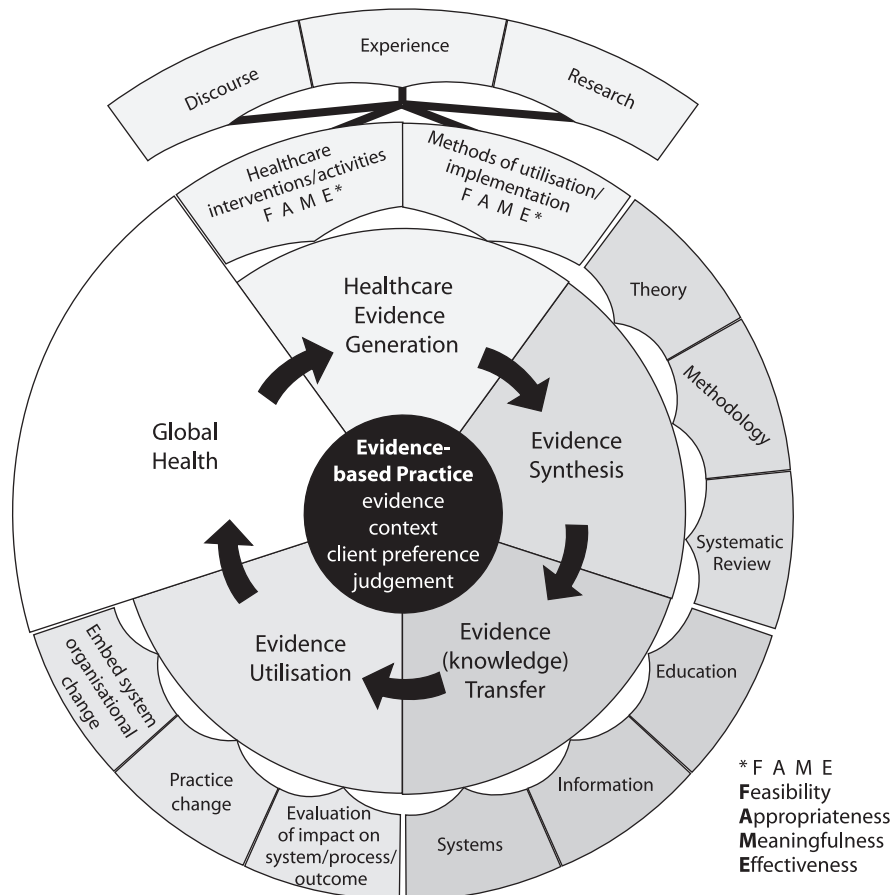 Discourse
Experience
Research
Healthcare
interventions/activities
F A M E*
Methods of utilisation/
implementation
F A M E*
Theory
Methodology
Systematic
Review
Healthcare
Evidence
Generation
Evidence
Synthesis
Global
Health
Evidence-
based Practice
evidence
context
client preference
judgement
Evidence
(knowledge)
Transfer
Evidence
Utilisation
Education
Information
Systems
Evaluation
of impact on
system/process/
outcome
Practice
change
Embed system
organisational
change
*F A M E
Feasibility
Appropriateness
Meaningfulness
Effectiveness